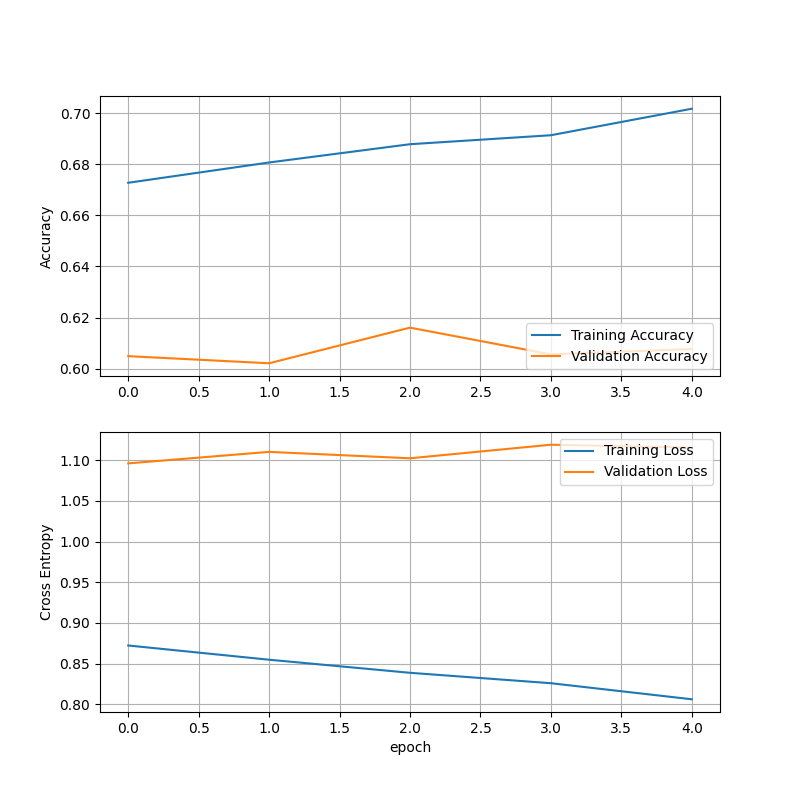 Accuracy
0.70
0.68
0.66
0.64
0.62
0.60
Training Accuracy
Validation Accuracy
0.0 0.5 1.0 1.5 2.0 2.5 3.0 3.5 4.0
Cross Entropy
1.10
1.05
1.00
0.95
0.90
0.85
0.80
Training Loss
Validation Loss
0.0 0.5 1.0 1.5 2.0 2.5 3.0 3.5 4.0
epoch